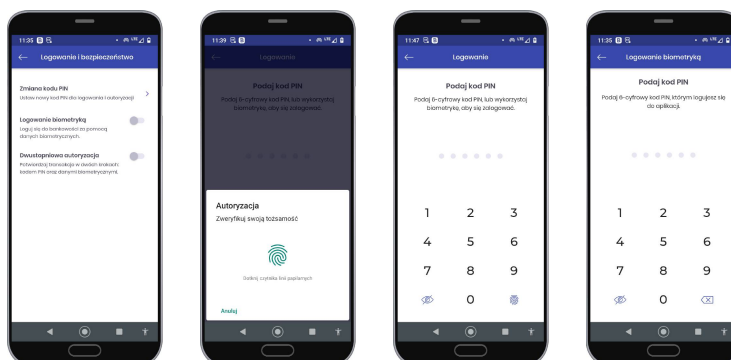 11:35
Logowanie i bezpieczeństwo
Zmiana kodu PIN
Ustaw nowy kod PIN dla logowania i autoryzacji
Logowanie biometryką
Loguj się do bankowości za pomocą
danych biometrycznych.
Dwustopniowa autoryzacja
Potwierdzaj transakcje w dwóch krokach:
kodem PIN oraz danymi biometrycznymi.
11:39
Logowanie
Podaj kod PIN
Podaj 6-cyfrowy kod PIN, lub wykorzystaj
biometrykę, aby się zalogować.
Autoryzacja
Zweryfikuj swoją tożsamość
Dotknij czytnika linii papilarnych
Anuluj
11:47
Logowanie
Podaj kod PIN
Podaj 6-cyfrowy kod PIN, lub wykorzystaj
biometrykę, aby się zalogować.
1 2 3
4 5 6
7 8 9
0
11:35
Logowanie biometryką
Podaj kod PIN
Podaj 6-cyfrowy kod PIN, którym logujesz się
do aplikacji.
1 2 3
4 5 6
7 8 9
0